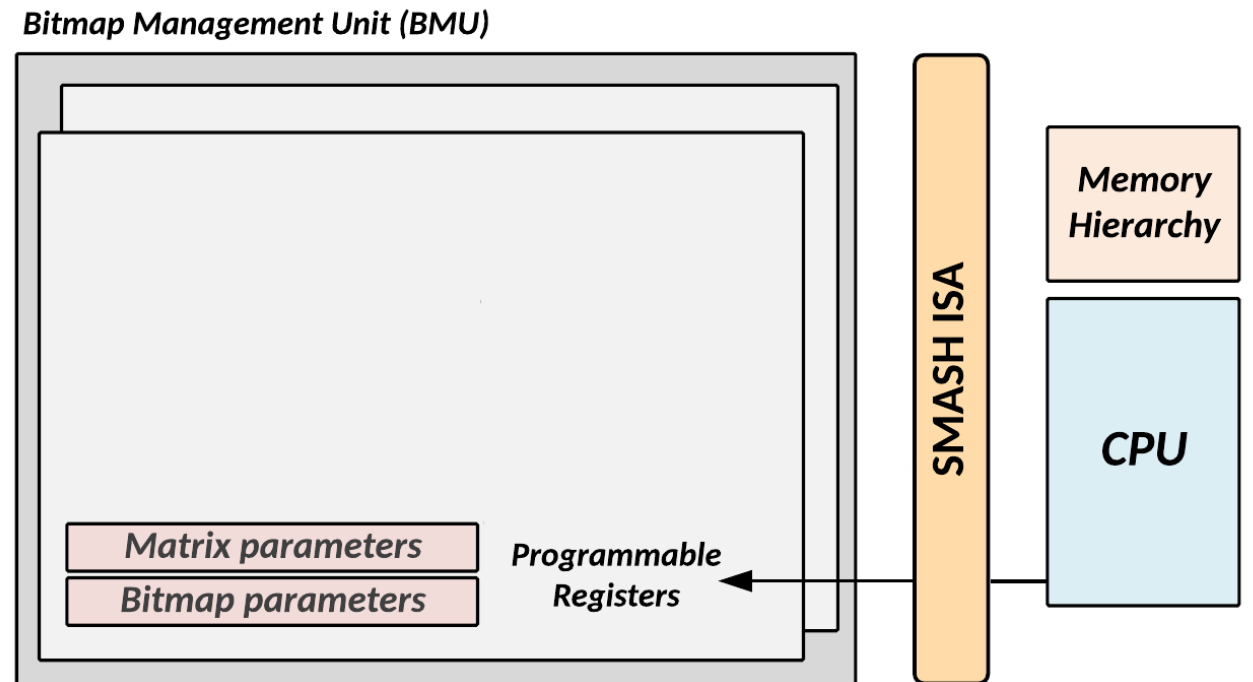 Bitmap Management Unit (BMU)
Memory
Hierarchy
SMASH ISA
CPU
Matrix parameters
Bitmap parameters
Programmable
Registers